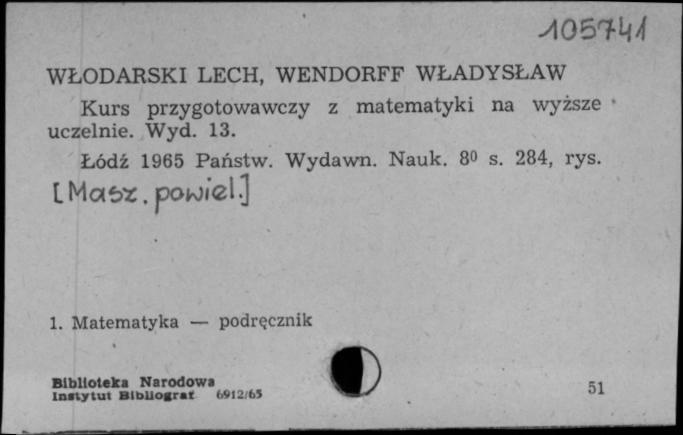 105741
WŁODARSKI LECH, WENDORFF WŁADYSŁAW
Kurs przygotowawczy z matematyki na wyższe
uczelnie. Wyd. 13.
Łódź 1965 Państw. Wydawn. Nauk. 8⁰ s. 284, rys.
[Masz. powiel.]
1. Matematyka — podręcznik
Biblioteka Narodowa
Instytut Bibliograf. 6912/65
51